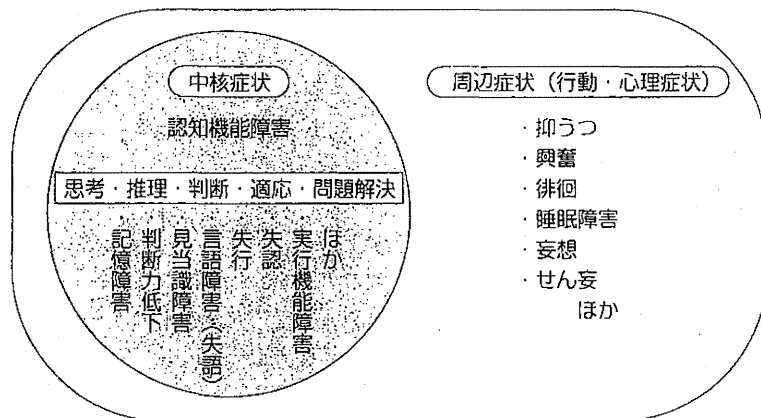 中核症状
認知機能障害
思考・推理・判断・適応・問題解決
記憶障害
判断力低下
見当識障害
言語障害(失語)
失行
失認
実行機能障害
ほか
周辺症状(行動・心理症状)
・抑うつ
・興奮
・徘徊
・睡眠障害
・妄想
・せん妄
ほか